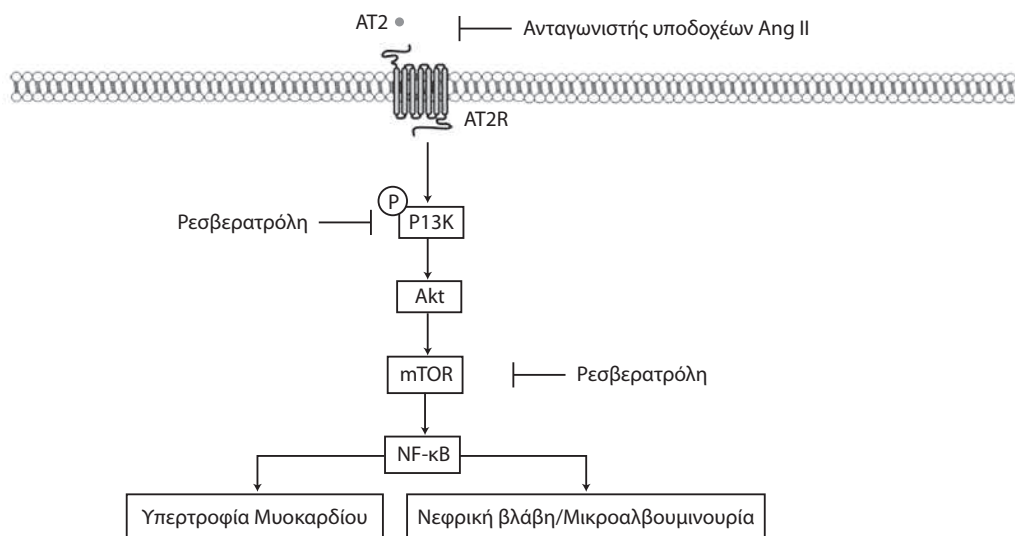 AT2
Ανταγωνιστής υποδοχέων Ang II
AT2R
P
Ρεσβερατρόλη
P13K
Akt
mTOR
Ρεσβερατρόλη
NF-κB
Υπερτροφία Μυοκαρδίου
Νεφρική βλάβη/Μικροαλβουμινουρία